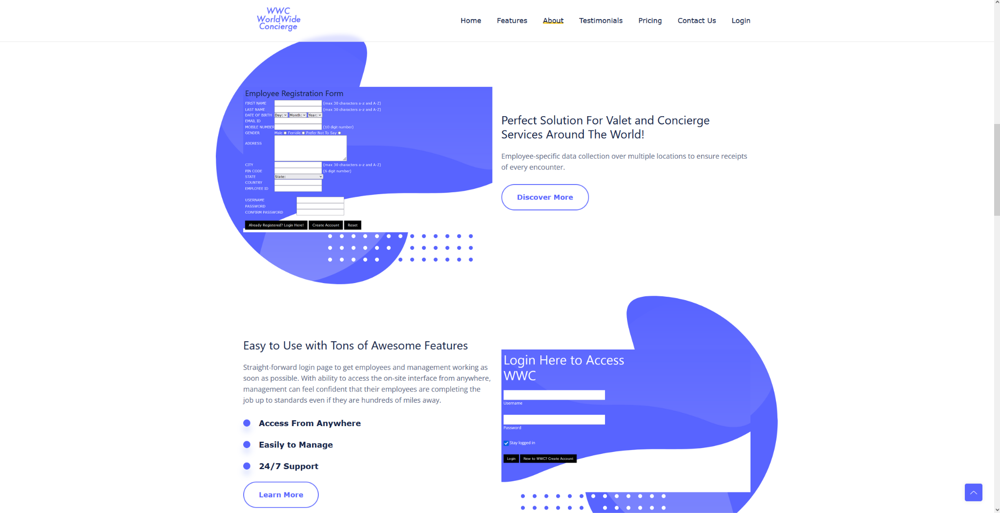 WWC
WorldWide
Concierge
Home Features About Testimonials Pricing Contact Us Login
Employee Registration Form
FIRST NAME (max 30 characters a-z and A-Z)
LAST NAME (max 30 characters a-z and A-Z)
DATE OF BIRTH Day: Month: Year:
EMAIL ID
MOBILE NUMBER (10 digit number)
GENDER Male Female Prefer Not To Say
ADDRESS
CITY (max 30 characters a-z and A-Z)
PIN CODE (6 digit number)
STATE State:
COUNTRY
EMPLOYEE ID
USERNAME
PASSWORD
CONFIRM PASSWORD
Already Registered? Login Here! Create Account Reset
Perfect Solution For Valet and Concierge
Services Around The World!
Employee-specific data collection over multiple locations to ensure receipts
of every encounter.
Discover More
Easy to Use with Tons of Awesome Features
Straight-forward login page to get employees and management working as
soon as possible. With ability to access the on-site interface from anywhere,
management can feel confident that their employees are completing the
job up to standards even if they are hundreds of miles away.
Access From Anywhere
Easily to Manage
24/7 Support
Learn More
Login Here to Access
WWC
Username
Password
Stay logged in
Login New to WWC? Create Account